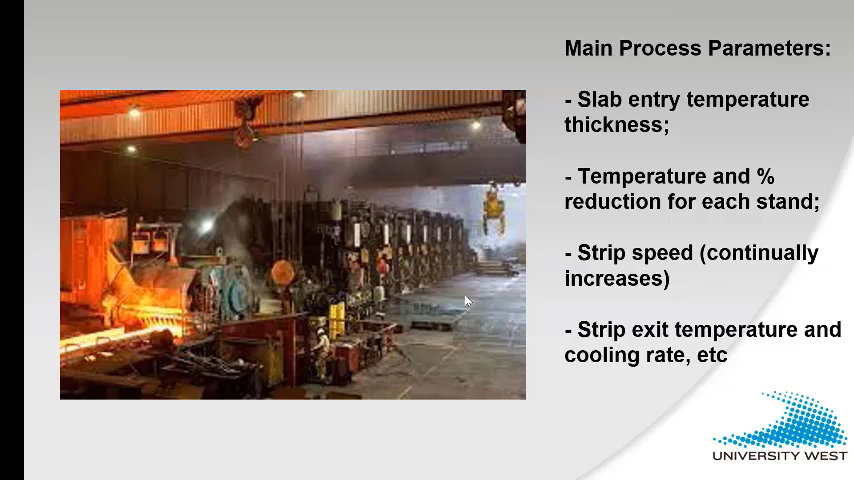 Main Process Parameters:
- Slab entry temperature
thickness;
- Temperature and %
reduction for each stand;
- Strip speed (continually
increases)
- Strip exit temperature and
cooling rate, etc
UNIVERSITY WEST